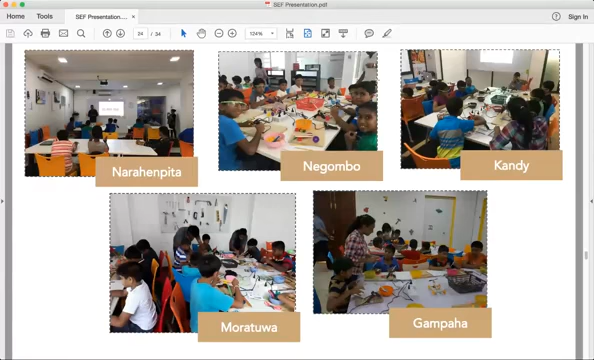 SEF Presentation.pdf
Home
Tools
SEF Presentation....
Sign In
24
/ 34
124%
Narahenpita
Negombo
Kandy
Moratuwa
Gampaha